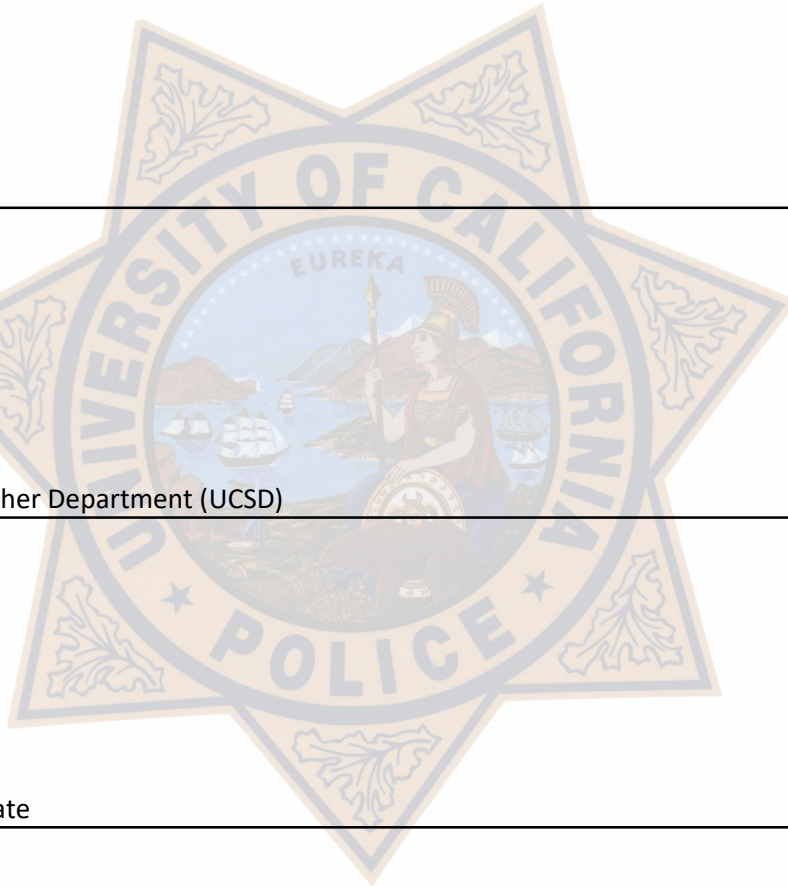 UNIVERSITY OF CALIFORNIA
EUREKA
her Department (UCSD)
POLICE
ate